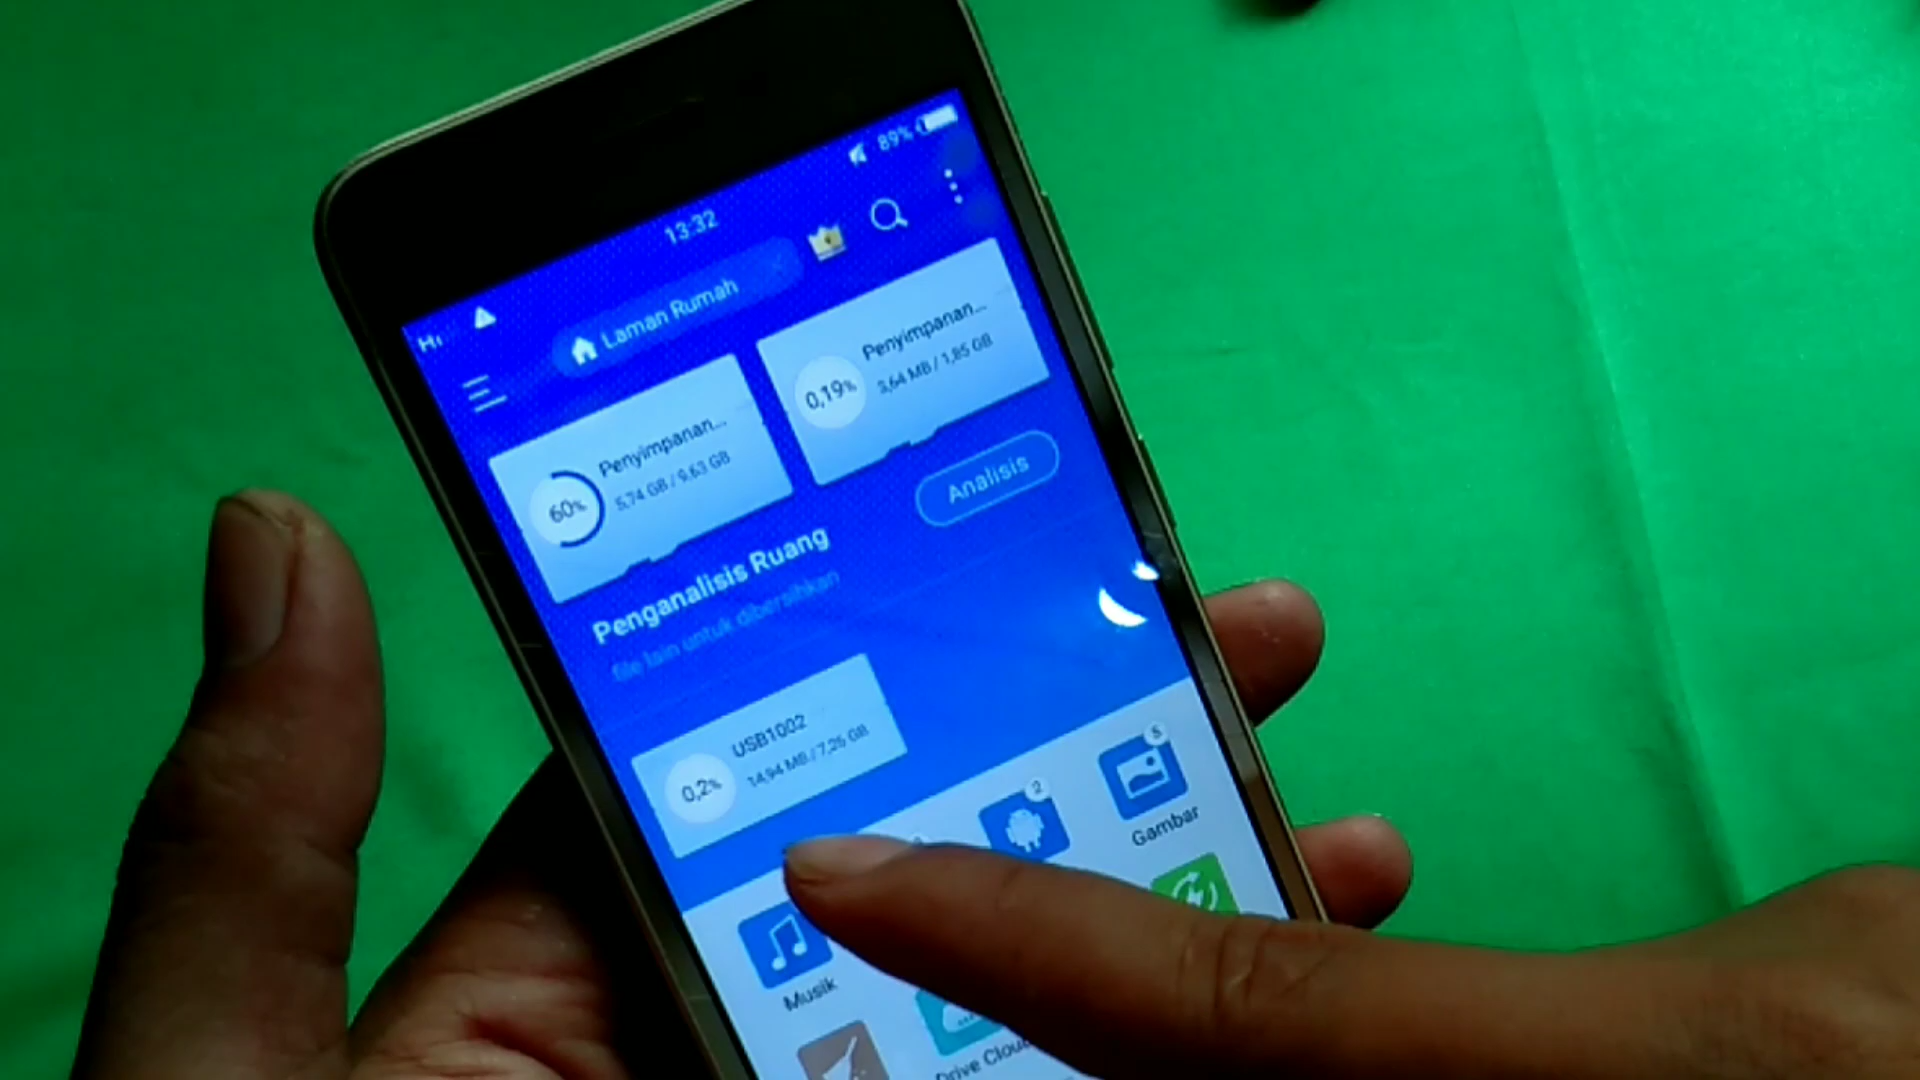 89%
13:32
Laman Rumah
60%
Penyimpanan...
5,74 GB / 9,63 GB
0,19%
Penyimpanan...
3,64 MB / 1,85 GB
Penganalisis Ruang
file lain untuk dibersihkan
Analisis
0,2%
USB1002
14,94 MB / 7,26 GB
Musik
2
5
Gambar
Drive Cloud